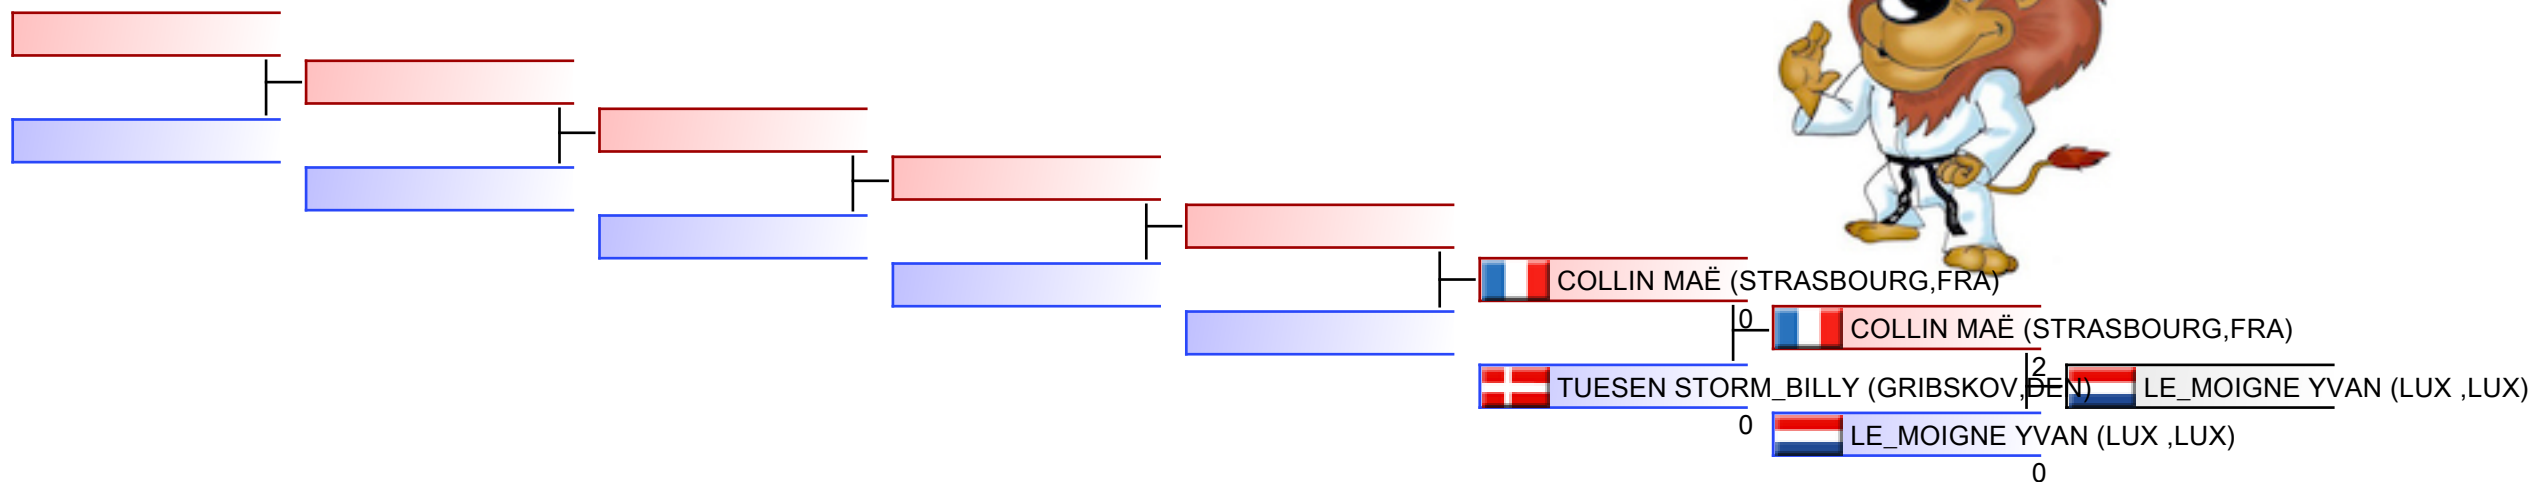 COLLIN MAË (STRASBOURG,FRA)
0
COLLIN MAË (STRASBOURG,FRA)
2
TUESEN STORM_BILLY (GRIBSKOV,DEN)
LE_MOIGNE YVAN (LUX ,LUX)
0
LE_MOIGNE YVAN (LUX ,LUX)
0